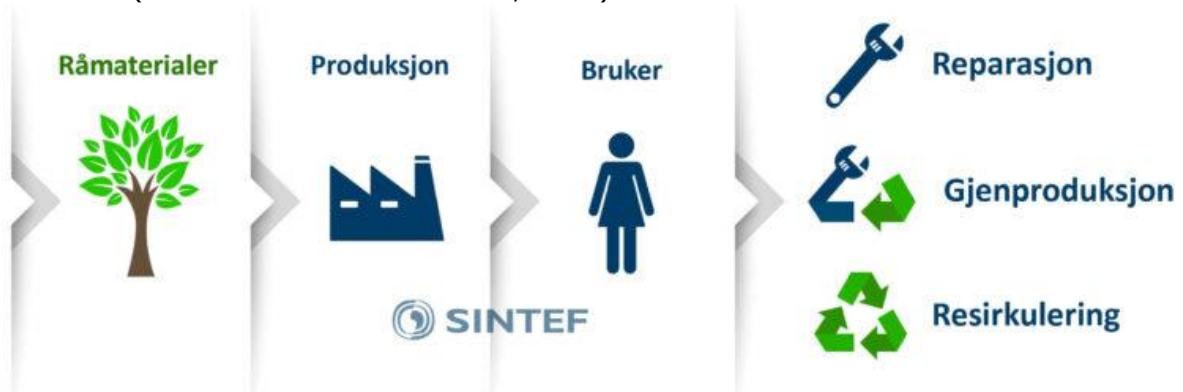 Råmaterialer
Produksjon
Bruker
Reparasjon
Gjenproduksjon
Resirkulering
SINTEF